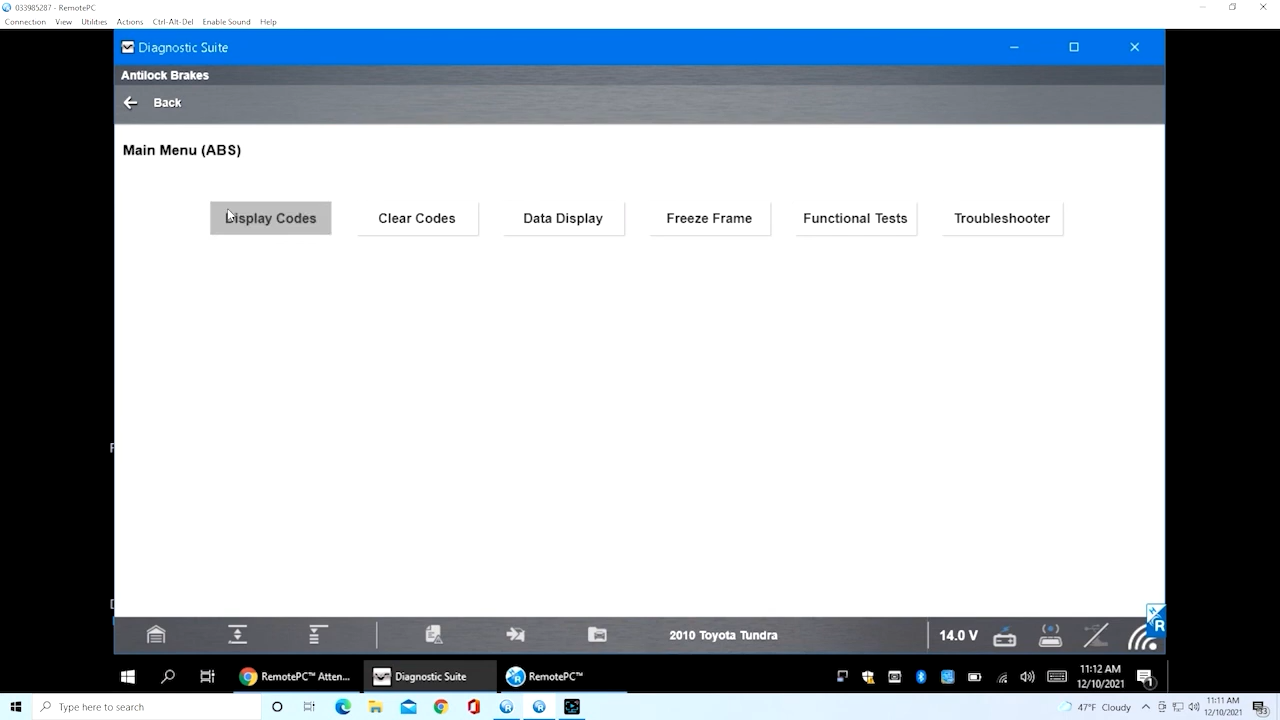 033985287 - RemotePC
Connection View Utilities Actions Ctrl-Alt-Del Enable Sound Help
Diagnostic Suite
Antilock Brakes
Back
Main Menu (ABS)
Display Codes Clear Codes Data Display Freeze Frame Functional Tests Troubleshooter
2010 Toyota Tundra 14.0 V
RemotePC™ Atten... Diagnostic Suite RemotePC™
11:12 AM
12/10/2021
1
Type here to search
47°F Cloudy
11:11 AM
12/10/2021